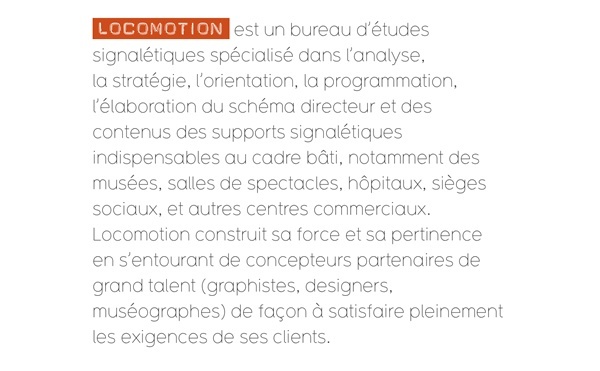 LOCOMOTION est un bureau d'études
signalétiques spécialisé dans l'analyse,
la stratégie, l'orientation, la programmation,
l'élaboration du schéma directeur et des
contenus des supports signalétiques
indispensables au cadre bâti, notamment des
musées, salles de spectacles, hôpitaux, sièges
sociaux, et autres centres commerciaux.
Locomotion construit sa force et sa pertinence
en s'entourant de concepteurs partenaires de
grand talent (graphistes, designers,
muséographes) de façon à satisfaire pleinement
les exigences de ses clients.